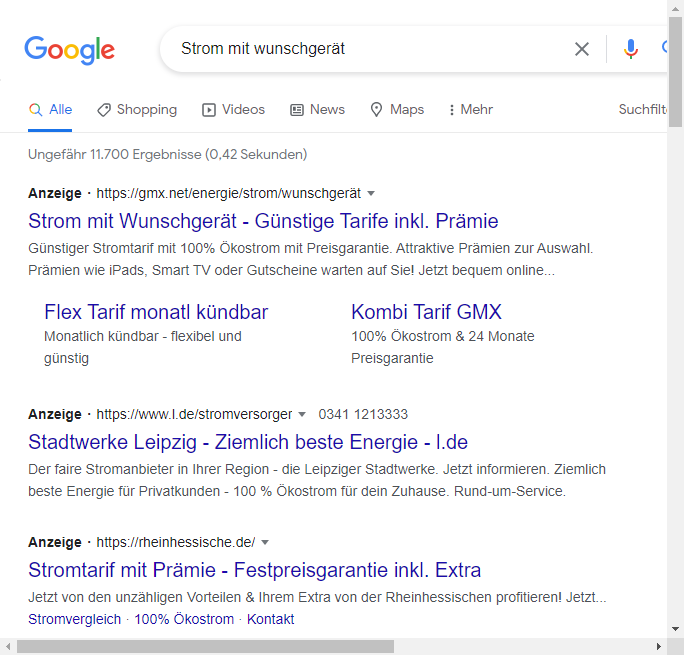 Google
Strom mit wunschgerät
Alle Shopping Videos News Maps Mehr
Ungefähr 11.700 Ergebnisse (0,42 Sekunden)
Anzeige · https://gmx.net/energie/strom/wunschgerät
Strom mit Wunschgerät - Günstige Tarife inkl. Prämie
Günstiger Stromtarif mit 100% Ökostrom mit Preisgarantie. Attraktive Prämien zur Auswahl.
Prämien wie iPads, Smart TV oder Gutscheine warten auf Sie! Jetzt bequem online...
Flex Tarif monatl kündbar
Monatlich kündbar - flexibel und
günstig
Kombi Tarif GMX
100% Ökostrom & 24 Monate
Preisgarantie
Anzeige · https://www.l.de/stromversorger 0341 1213333
Stadtwerke Leipzig - Ziemlich beste Energie - l.de
Der faire Stromanbieter in Ihrer Region - die Leipziger Stadtwerke. Jetzt informieren. Ziemlich
beste Energie für Privatkunden - 100 % Ökostrom für dein Zuhause. Rund-um-Service.
Anzeige · https://rheinhessische.de/
Stromtarif mit Prämie - Festpreisgarantie inkl. Extra
Jetzt von den unzähligen Vorteilen & Ihrem Extra von der Rheinhessischen profitieren! Jetzt...
Stromvergleich · 100% Ökostrom · Kontakt